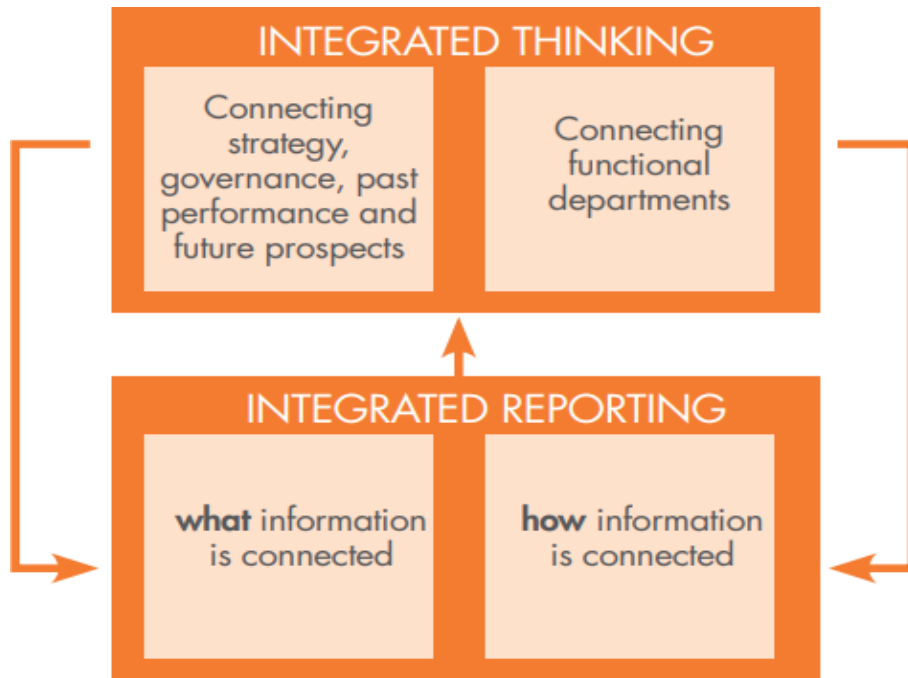 INTEGRATED THINKING
Connecting
strategy,
governance, past
performance and
future prospects
Connecting
functional
departments
INTEGRATED REPORTING
what information
is connected
how information
is connected